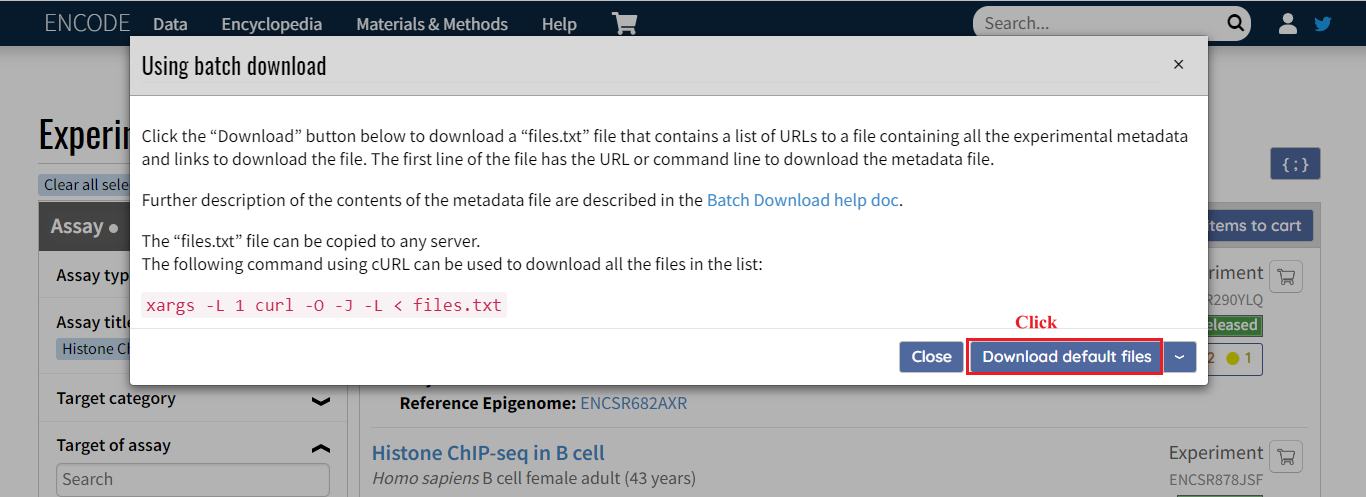 ENCODE Data Encyclopedia Materials & Methods Help Search...
Using batch download ×
Click the “Download” button below to download a “files.txt” file that contains a list of URLs to a file containing all the experimental metadata
and links to download the file. The first line of the file has the URL or command line to download the metadata file.
Further description of the contents of the metadata file are described in the Batch Download help doc.
The “files.txt” file can be copied to any server.
The following command using cURL can be used to download all the files in the list:
xargs -L 1 curl -O -J -L < files.txt
Click
Close Download default files
Experin
{;}
Clear all sele
Assay
tems to cart
Assay typ
riment
R290YLQ
Assay title
eleased
Histone Ch
2 1
Target category
Reference Epigenome: ENCSR682AXR
Target of assay
Search
Histone ChIP-seq in B cell
Homo sapiens B cell female adult (43 years)
Experiment
ENCSR878JSF